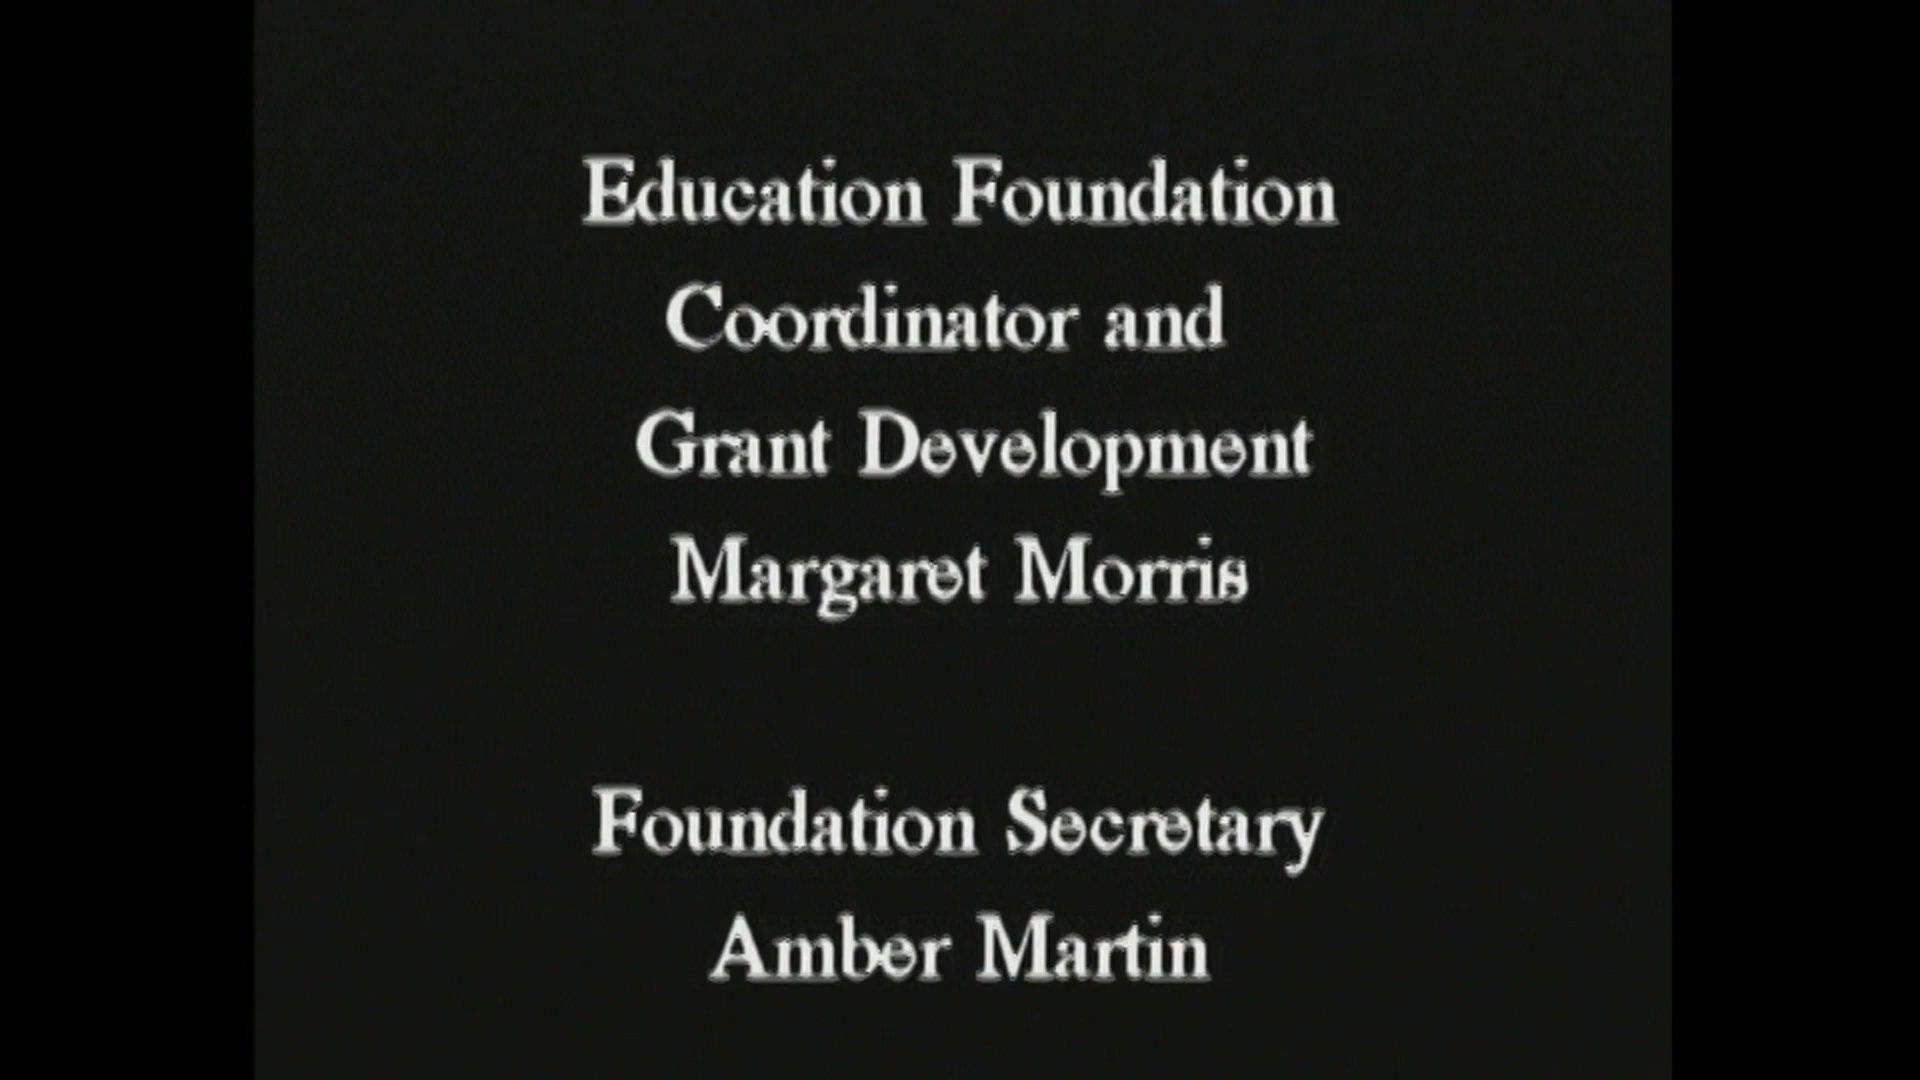 Education Foundation
Coordinator and
Grant Development
Margaret Morris
Foundation Secretary
Amber Martin